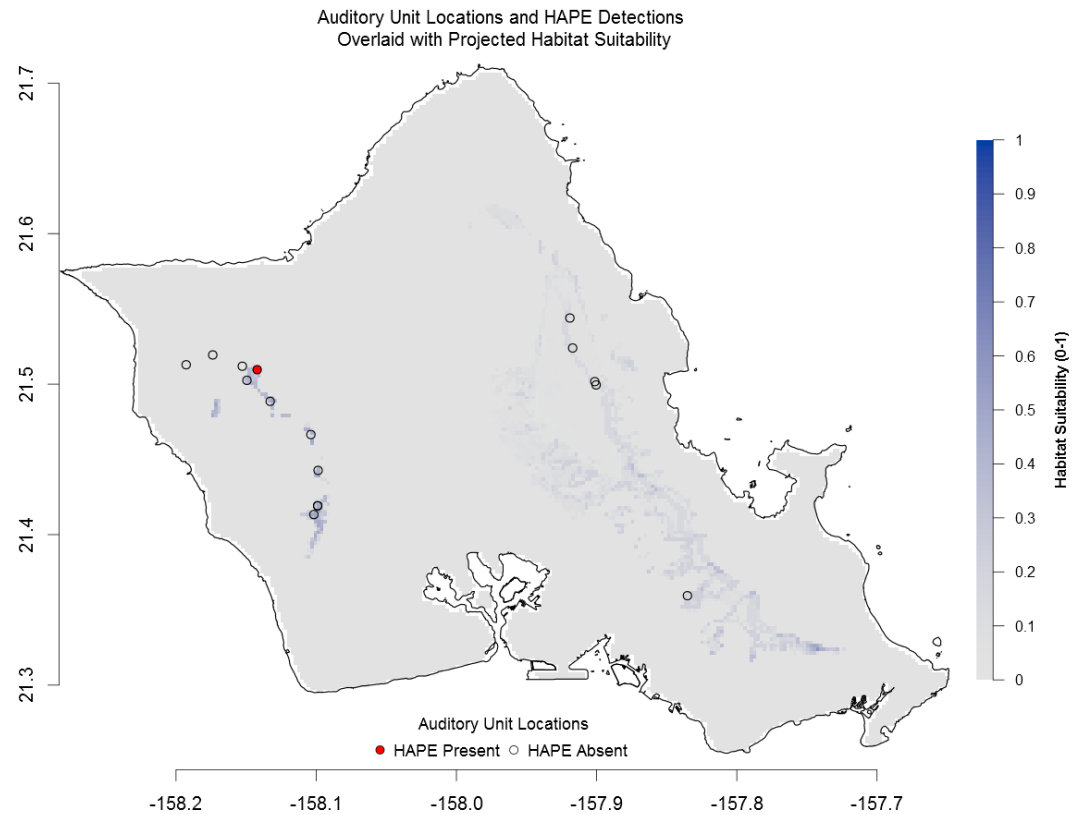 Auditory Unit Locations and HAPE Detections
Overlaid with Projected Habitat Suitability
21.7
21.6
21.5
21.4
21.3
1
0.9
0.8
0.7
0.6
0.5
0.4
0.3
0.2
0.1
0
Habitat Suitability (0-1)
Auditory Unit Locations
HAPE Present HAPE Absent
-158.2 -158.1 -158.0 -157.9 -157.8 -157.7